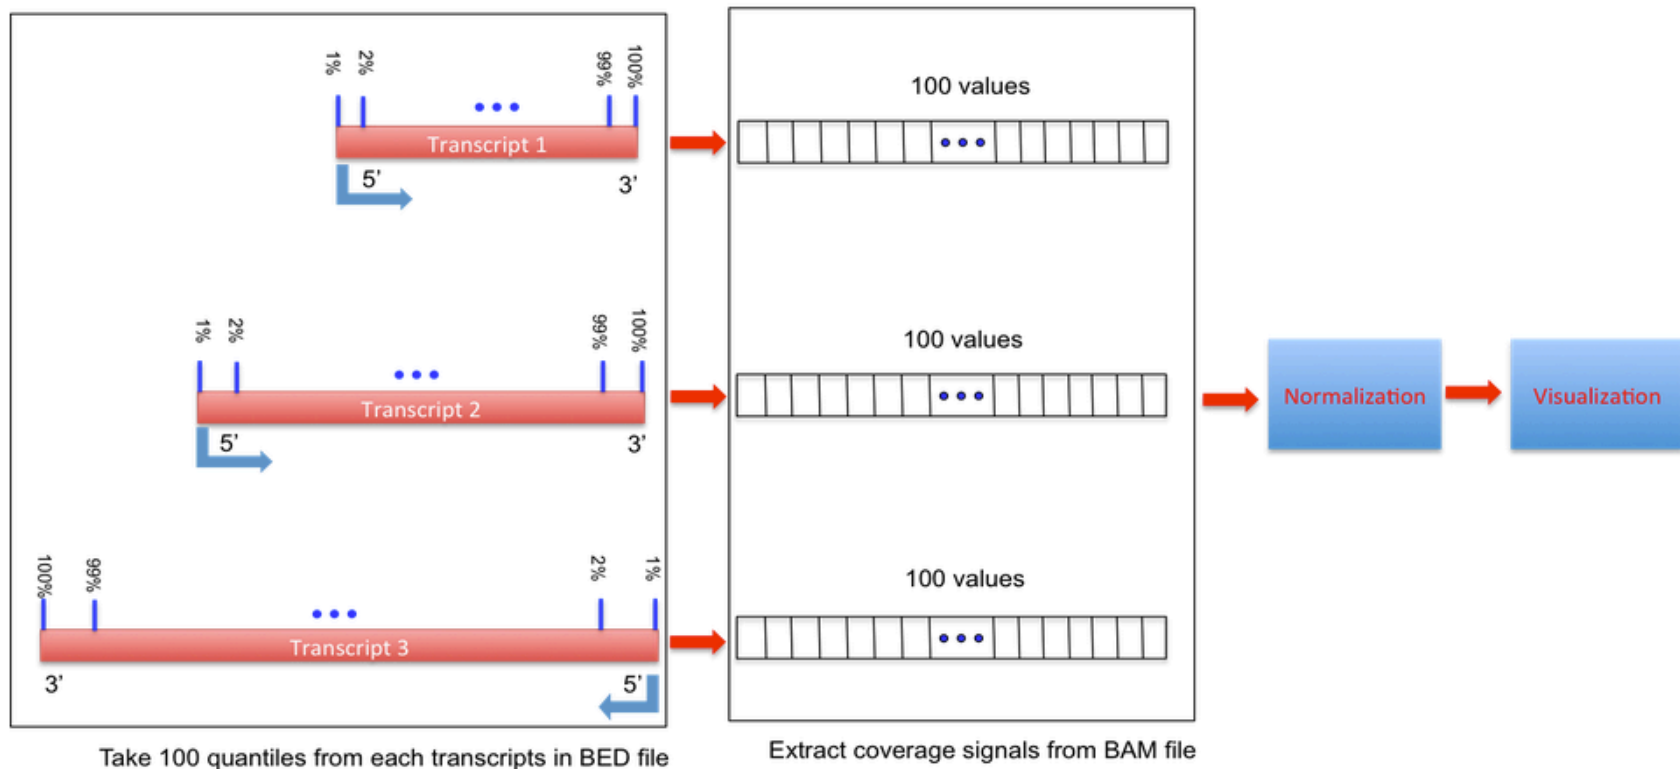 1%
2%
99%
100%
100 values
Transcript 1
5’
3’
1%
2%
99%
100%
100 values
Transcript 2
5’
3’
Normalization
Visualization
100%
99%
2%
1%
100 values
Transcript 3
3’
5’
Take 100 quantiles from each transcripts in BED file
Extract coverage signals from BAM file